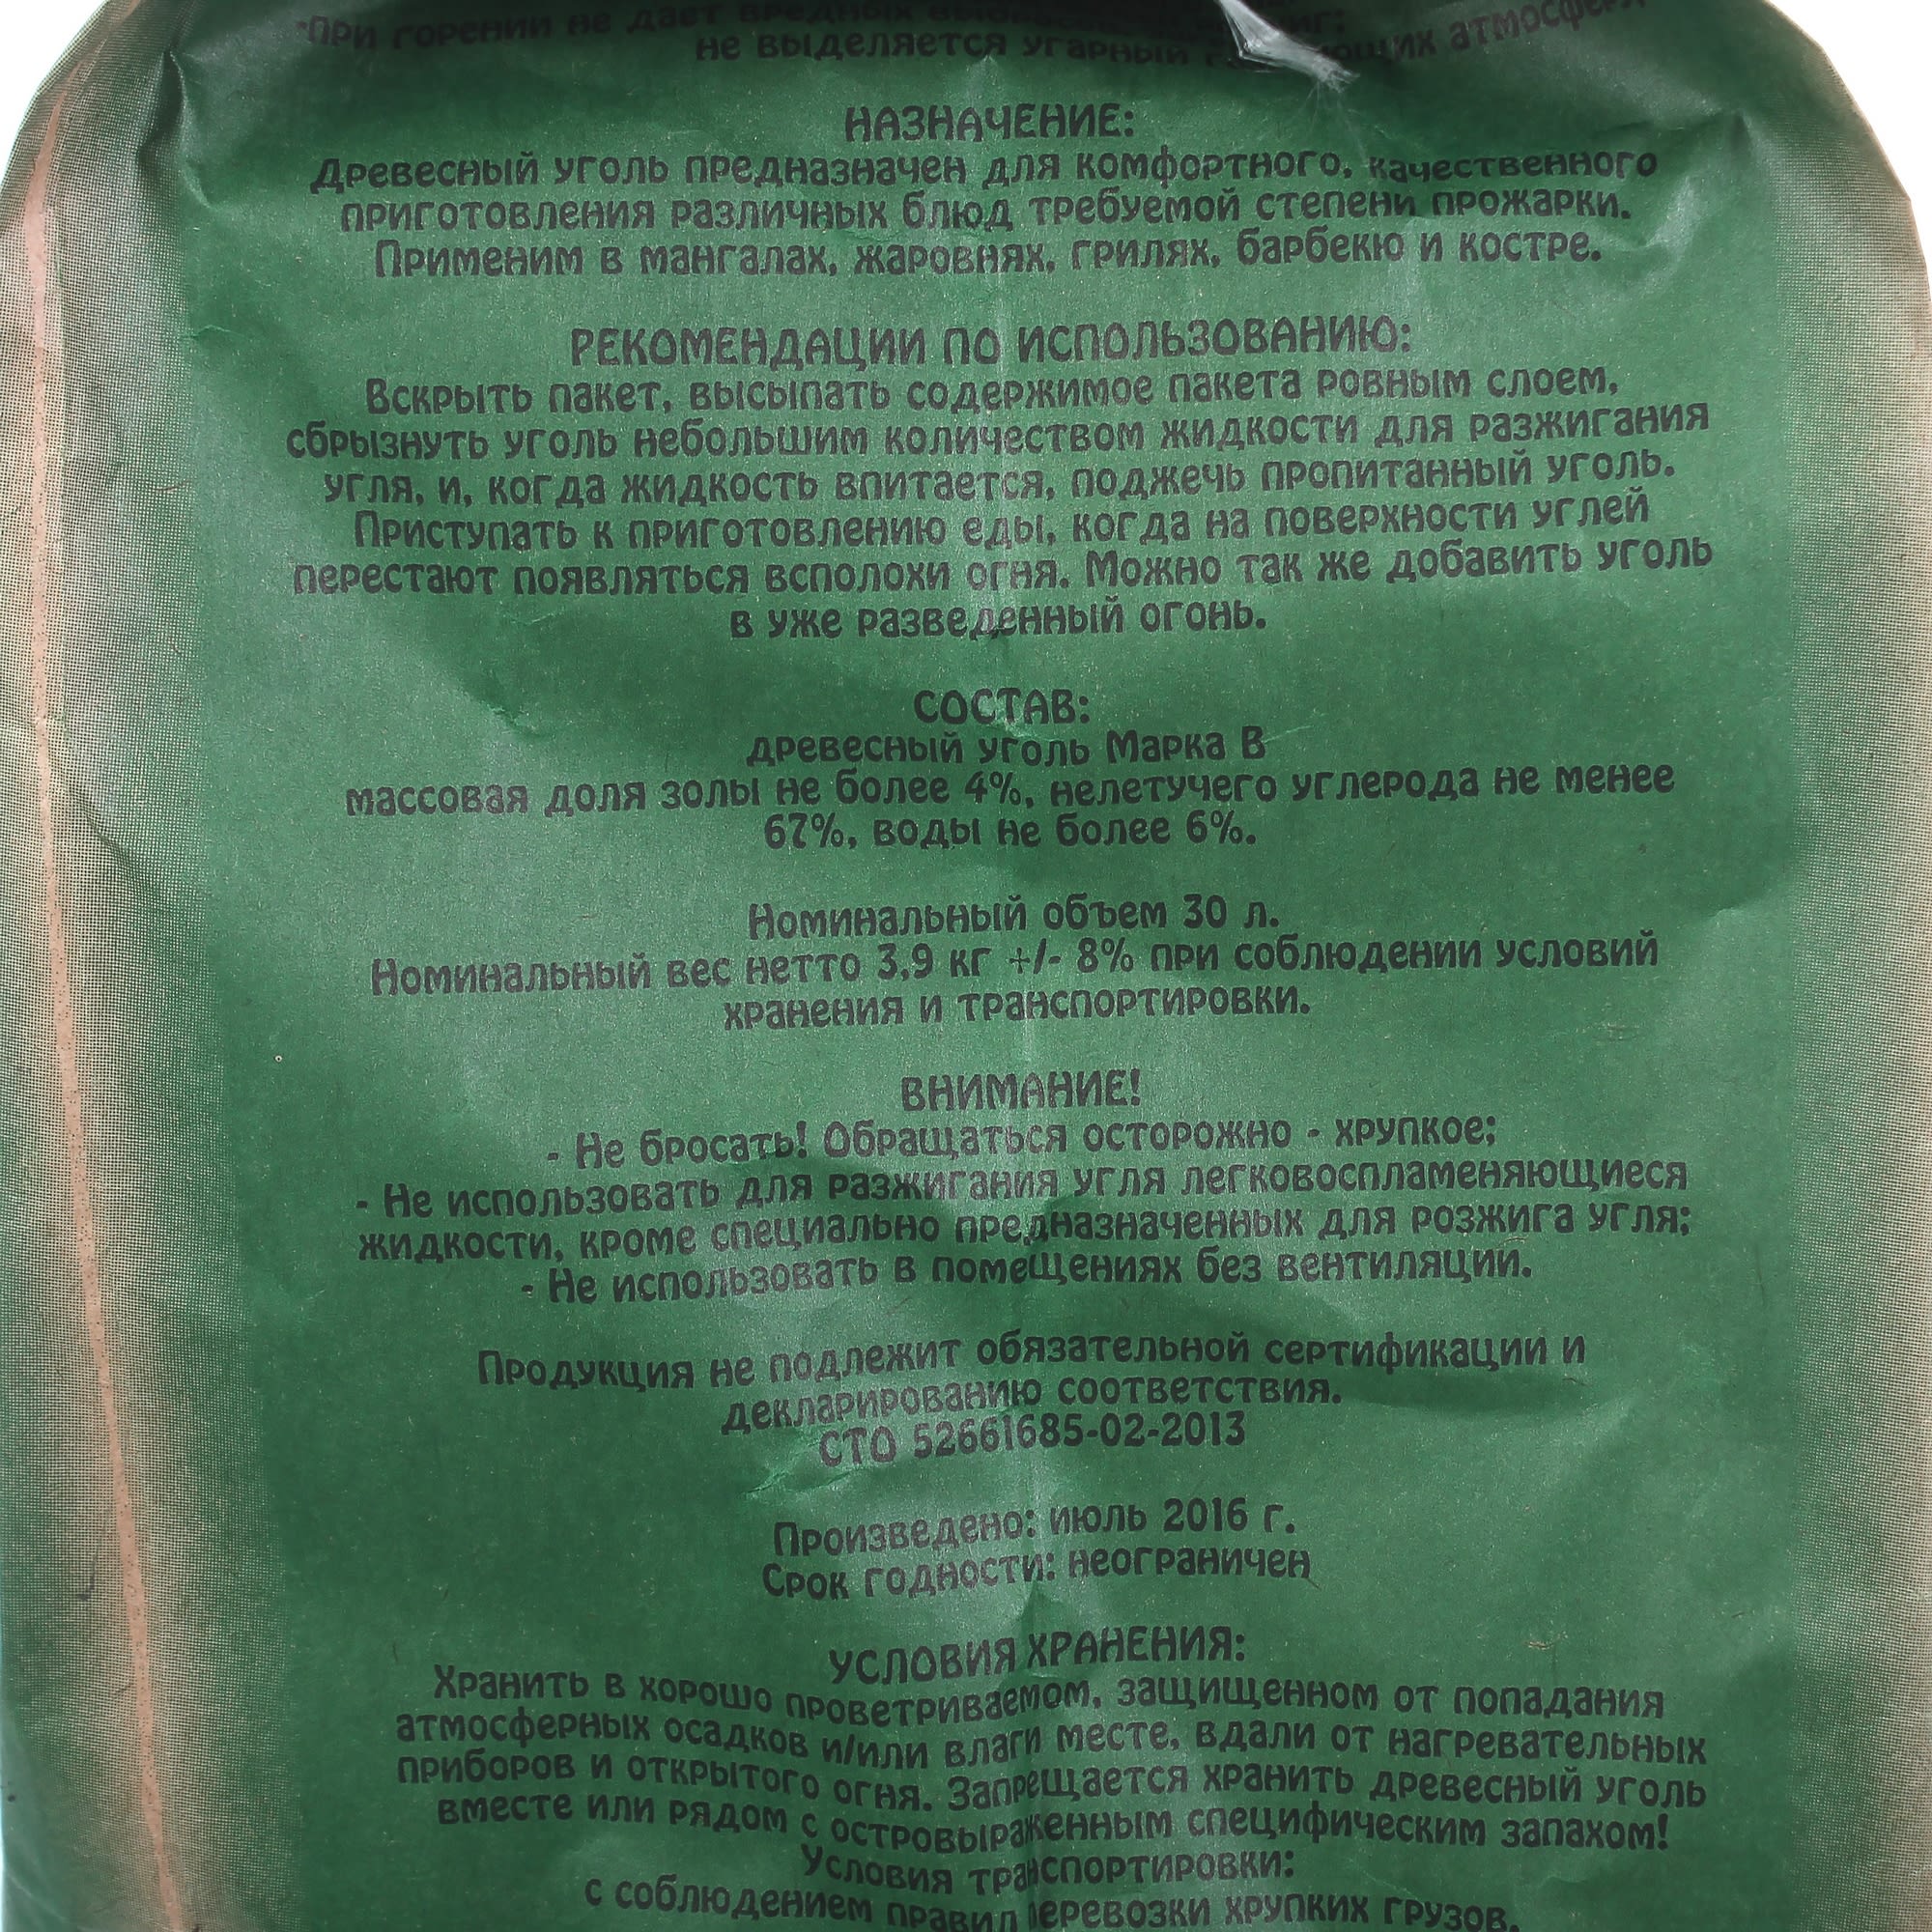 *При горении не дает вредных
не выделяется угарный
НАЗНАЧЕНИЕ:
Древесный уголь предназначен для комфортного, качественного
приготовления различных блюд требуемой степени прожарки.
Применим в мангалах, жаровнях, грилях, барбекю и костре.
РЕКОМЕНДАЦИИ ПО ИСПОЛЬЗОВАНИЮ:
Вскрыть пакет, высыпать содержимое пакета ровным слоем,
сбрызнуть уголь небольшим количеством жидкости для разжигания
угля, и, когда жидкость впитается, поджечь пропитанный уголь.
Приступать к приготовлению еды, когда на поверхности углей
перестают появляться всполохи огня. Можно так же добавить уголь
в уже разведенный огонь.
СОСТАВ:
древесный уголь Марка В
массовая доля золы не более 4%, нелетучего углерода не менее
67%, воды не более 6%.
Номинальный объем 30 л.
Номинальный вес нетто 3,9 кг +/- 8% при соблюдении условий
хранения и транспортировки.
ВНИМАНИЕ!
- Не бросать! Обращаться осторожно - хрупкое;
- Не использовать для разжигания угля легковоспламеняющиеся
жидкости, кроме специально предназначенных для розжига угля;
- Не использовать в помещениях без вентиляции.
Продукция не подлежит обязательной сертификации и
декларированию соответствия.
СТО 52661685-02-2013
Произведено: июль 2016 г.
Срок годности: неограничен
УСЛОВИЯ ХРАНЕНИЯ:
Хранить в хорошо проветриваемом, защищенном от попадания
атмосферных осадков и/или влаги месте, вдали от нагревательных
приборов и открытого огня. Запрещается хранить древесный уголь
вместе или рядом с островыраженным специфическим запахом!
Условия транспортировки:
с соблюдением правил перевозки хрупких грузов.